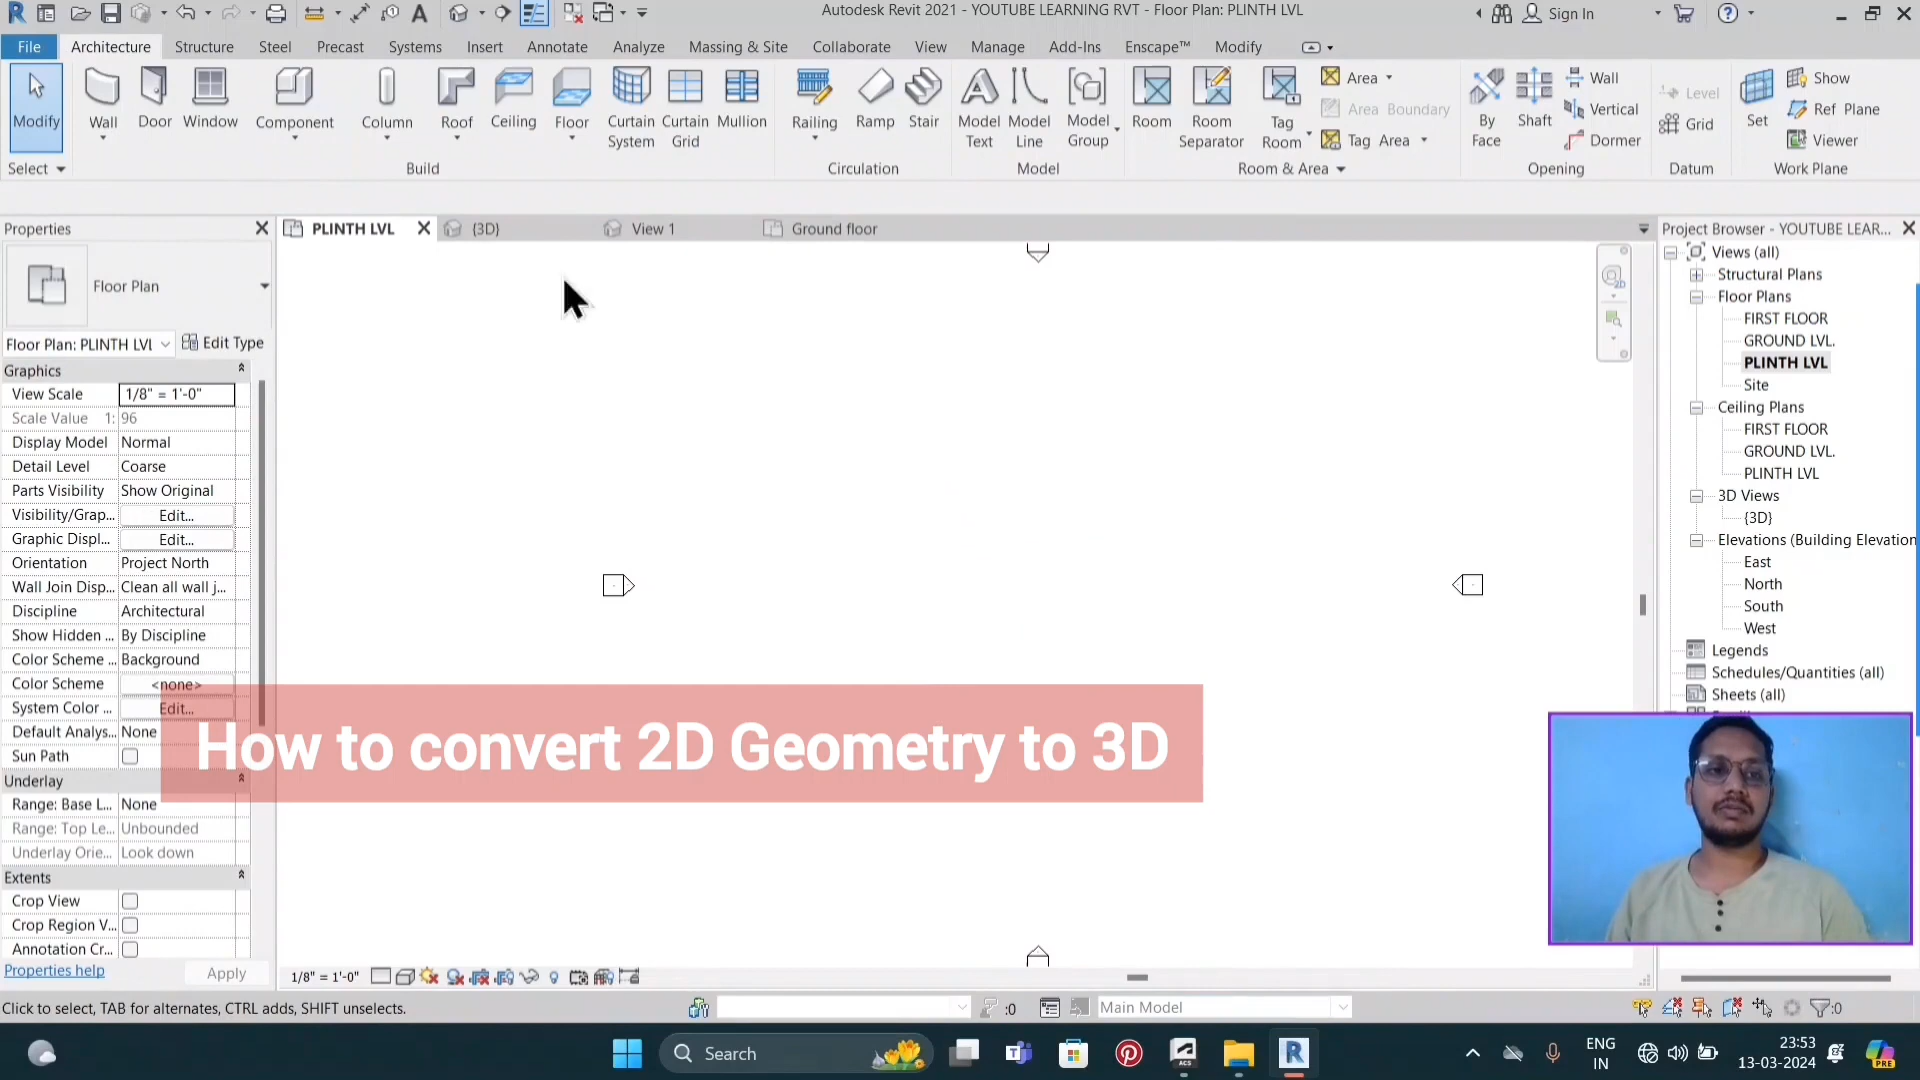 Autodesk Revit 2021 - YOUTUBE LEARNING RVT - Floor Plan: PLINTH LVL
Sign In
File Architecture Structure Steel Precast Systems Insert Annotate Analyze Massing & Site Collaborate View Manage Add-Ins Enscape™ Modify
Modify Wall Door Window Component Column Roof Ceiling Floor Curtain System Curtain Grid Mullion Railing Ramp Stair Model Text Model Line Model Group Room Room Separator Tag Room Area Area Boundary Tag Area By Face Shaft Wall Vertical Dormer Level Grid Set Show Ref Plane Viewer
Select Build Circulation Model Room & Area Opening Datum Work Plane
Properties
PLINTH LVL {3D} View 1 Ground floor
Project Browser - YOUTUBE LEAR...
Floor Plan
Floor Plan: PLINTH LVL Edit Type
Graphics
View Scale 1/8" = 1'-0"
Scale Value 1: 96
Display Model Normal
Detail Level Coarse
Parts Visibility Show Original
Visibility/Grap... Edit...
Graphic Displ... Edit...
Orientation Project North
Wall Join Disp... Clean all wall j...
Discipline Architectural
Show Hidden ... By Discipline
Color Scheme ... Background
Color Scheme <none>
System Color ... Edit...
Default Analys... None
Sun Path
Underlay
Range: Base L... None
Range: Top Le... Unbounded
Underlay Orie... Look down
Extents
Crop View
Crop Region V...
Annotation Cr...
Properties help Apply
How to convert 2D Geometry to 3D
2D
Views (all)
Structural Plans
Floor Plans
FIRST FLOOR
GROUND LVL.
PLINTH LVL
Site
Ceiling Plans
FIRST FLOOR
GROUND LVL.
PLINTH LVL
3D Views
{3D}
Elevations (Building Elevation
East
North
South
West
Legends
Schedules/Quantities (all)
Sheets (all)
1/8" = 1'-0"
Click to select, TAB for alternates, CTRL adds, SHIFT unselects.
:0
Main Model
:0
Search
ENG
IN
23:53
13-03-2024